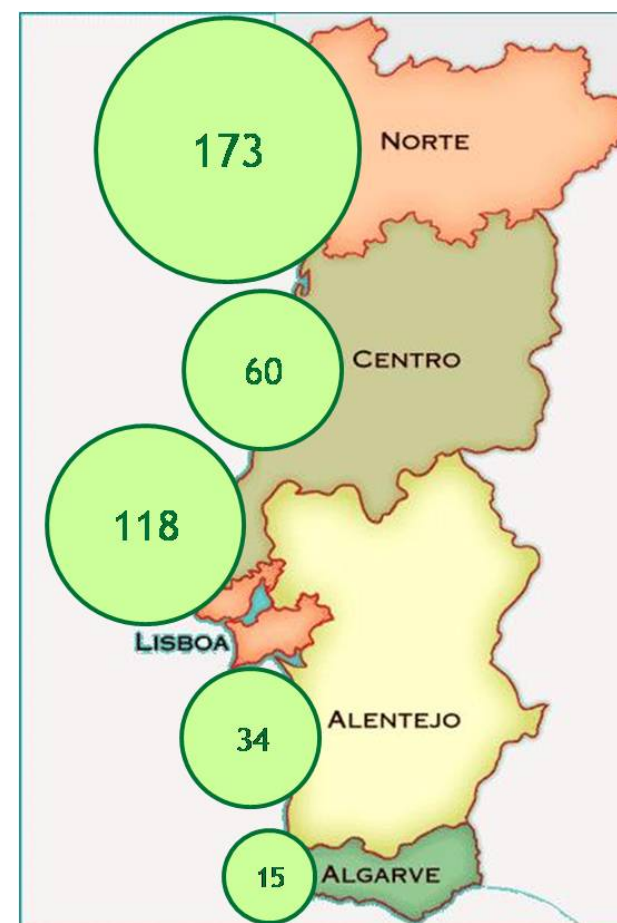 173
NORTE
60
CENTRO
118
LISBOA
34
ALENTEJO
15
ALGARVE